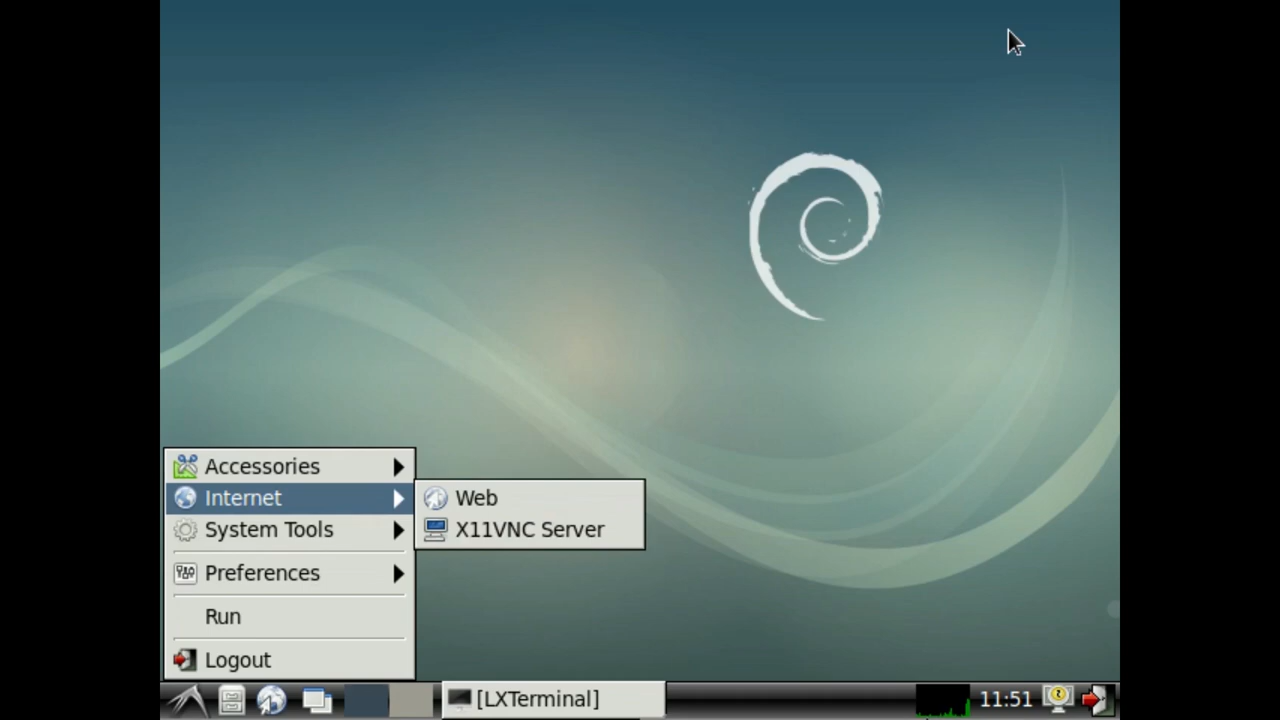 Accessories
Internet
Web
System Tools
X11VNC Server
Preferences
Run
Logout
[LXTerminal]
11:51